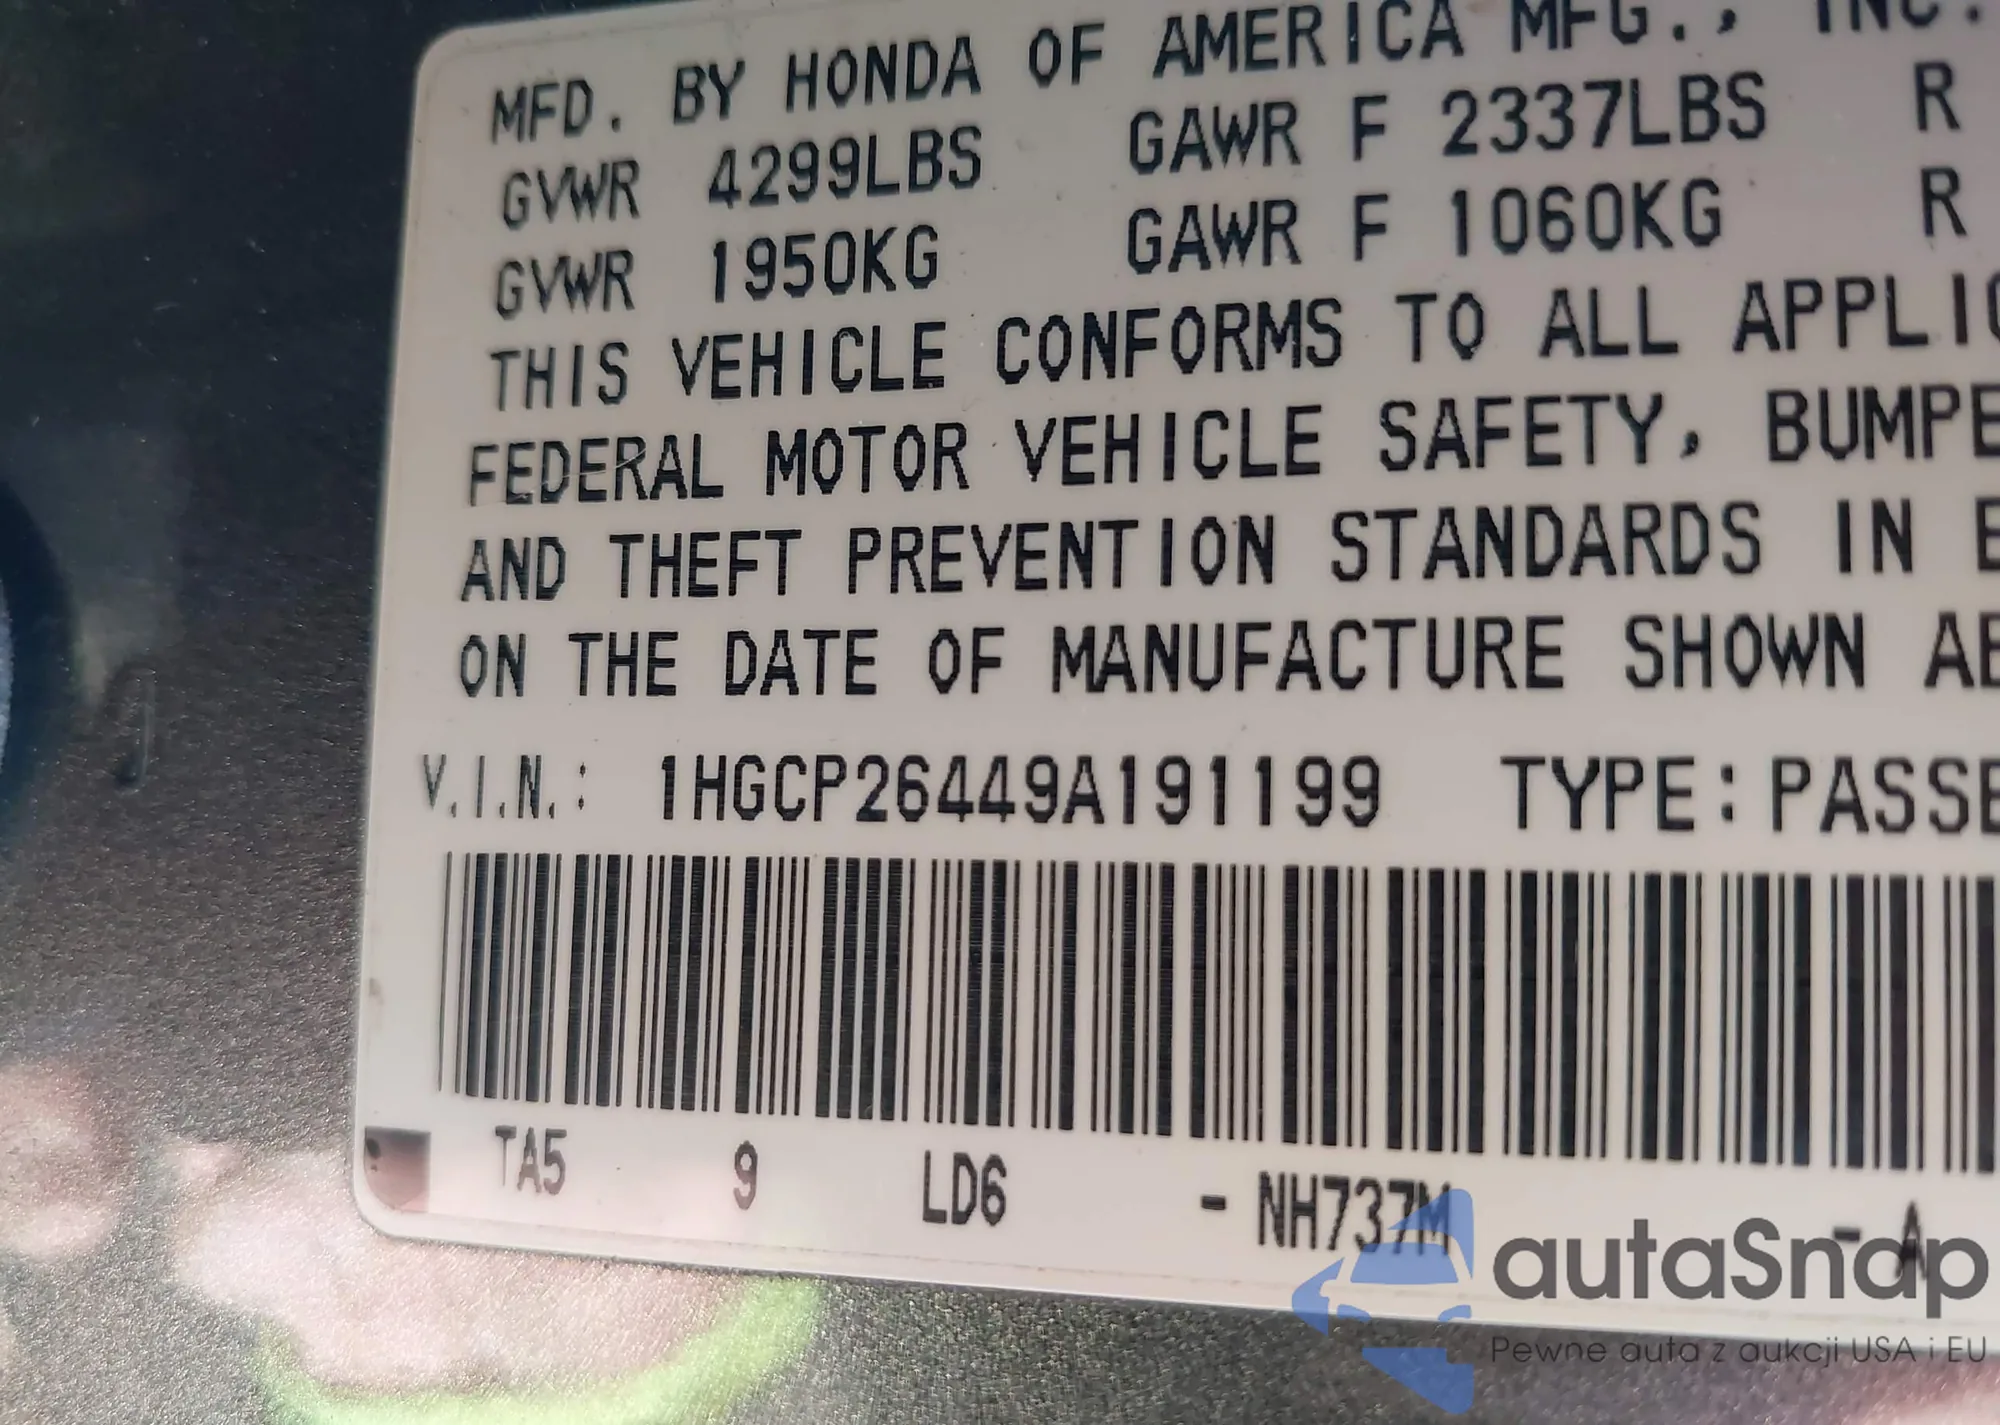 MFD. BY HONDA OF AMERICA MFG., INC.
GVWR 4299LBS GAWR F 2337LBS R
GVWR 1950KG GAWR F 1060KG R
THIS VEHICLE CONFORMS TO ALL APPLIC
FEDERAL MOTOR VEHICLE SAFETY, BUMPE
AND THEFT PREVENTION STANDARDS IN E
ON THE DATE OF MANUFACTURE SHOWN AB
V.I.N.: 1HGCP26449A191199 TYPE:PASSE
TA5 9 LD6 - NH737M - A
autaSnap
Pewne auta z aukcji USA i EU